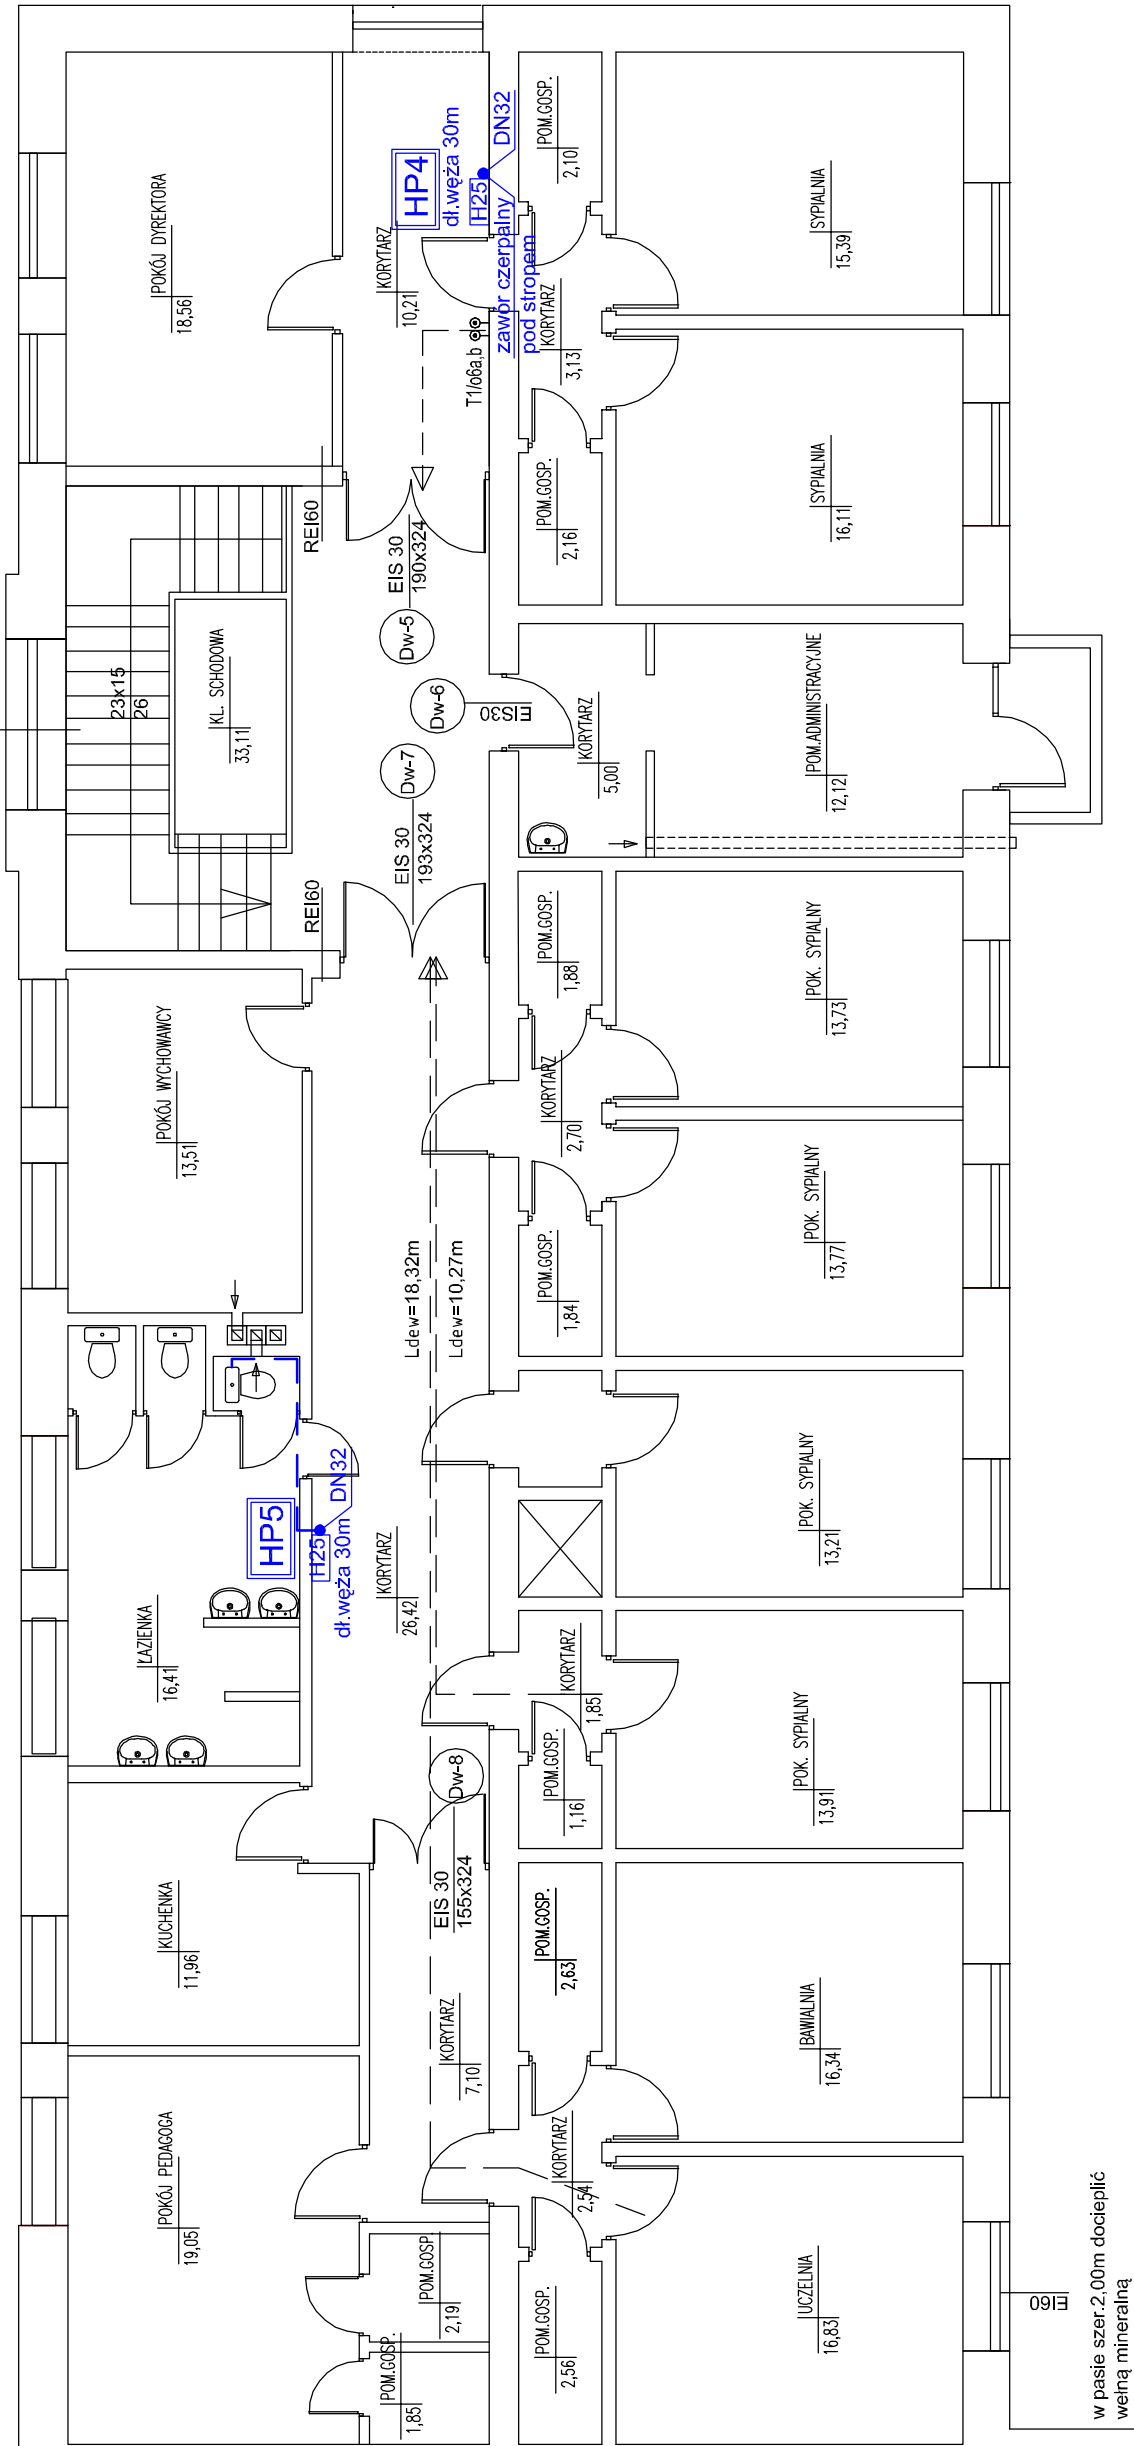 POKÓJ DYREKTORA
18,56
KORYTARZ
10,21
HP4
dł.węża 30m
H25
DN32
zawór czerpalny
pod stropem
T1/o6a,b
POM.GOSP.
2,10
KORYTARZ
3,13
POM.GOSP.
2,16
SYPIALNIA
15,39
SYPIALNIA
16,11
REI60
EIS 30
190x324
Dw-5
Dw-6
EIS30
Dw-7
EIS 30
193x324
REI60
23x15
26
KL. SCHODOWA
33,11
KORYTARZ
5,00
POM.ADMINISTRACYJNE
12,12
POKÓJ WYCHOWAWCY
13,51
POM.GOSP.
1,88
KORYTARZ
2,70
POM.GOSP.
1,84
POK. SYPIALNY
13,73
POK. SYPIALNY
13,77
Ldew=18,32m
Ldew=10,27m
HP5
H25
DN32
dł.węża 30m
ŁAZIENKA
16,41
KORYTARZ
26,42
POK. SYPIALNY
13,21
KORYTARZ
1,85
POM.GOSP.
1,16
POK. SYPIALNY
13,91
Dw-8
EIS 30
155x324
KUCHENKA
11,96
KORYTARZ
7,10
POM.GOSP.
2,63
BAWIALNIA
16,34
POKÓJ PEDAGOGA
19,05
KORYTARZ
2,54
POM.GOSP.
2,19
POM.GOSP.
1,85
POM.GOSP.
2,56
UCZELNIA
16,83
EI60
w pasie szer.2,00m docieplić
wełną mineralną